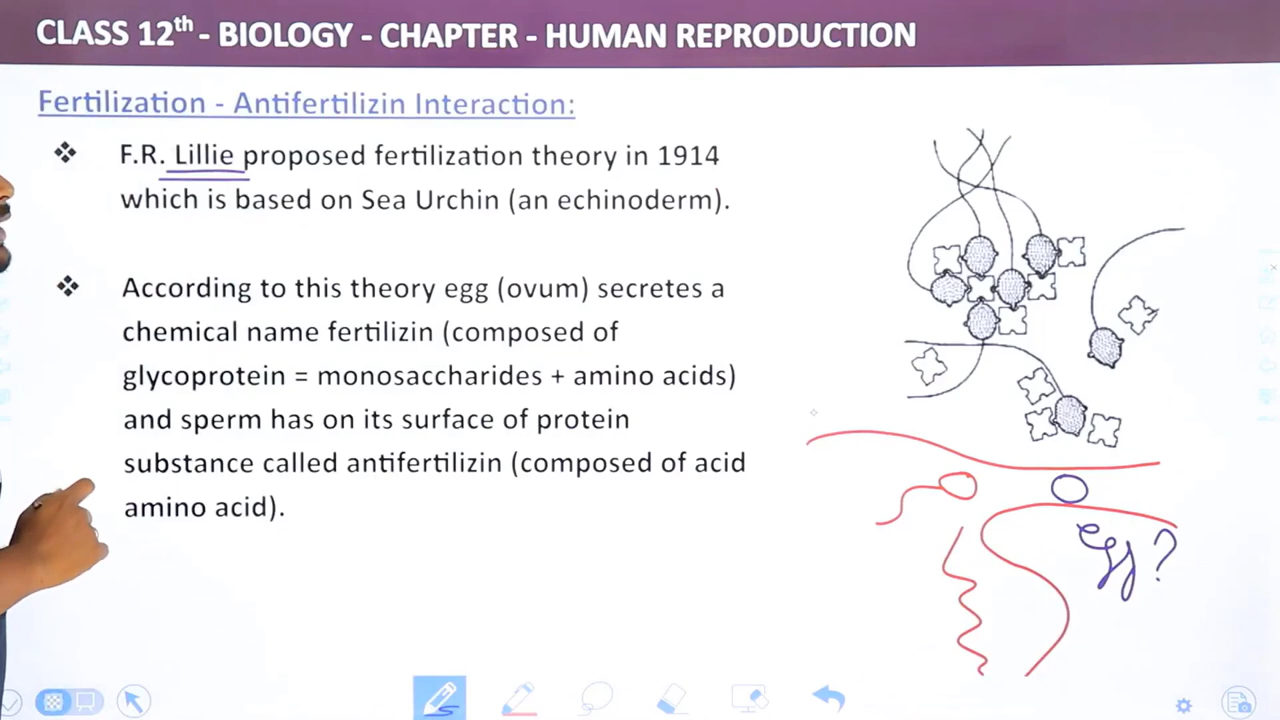 CLASS 12th - BIOLOGY - CHAPTER - HUMAN REPRODUCTION
Fertilization - Antifertilizin Interaction:
❖ F.R. Lillie proposed fertilization theory in 1914
which is based on Sea Urchin (an echinoderm).
❖ According to this theory egg (ovum) secretes a
chemical name fertilizin (composed of
glycoprotein = monosaccharides + amino acids)
and sperm has on its surface of protein
substance called antifertilizin (composed of acid
amino acid).
egg ?